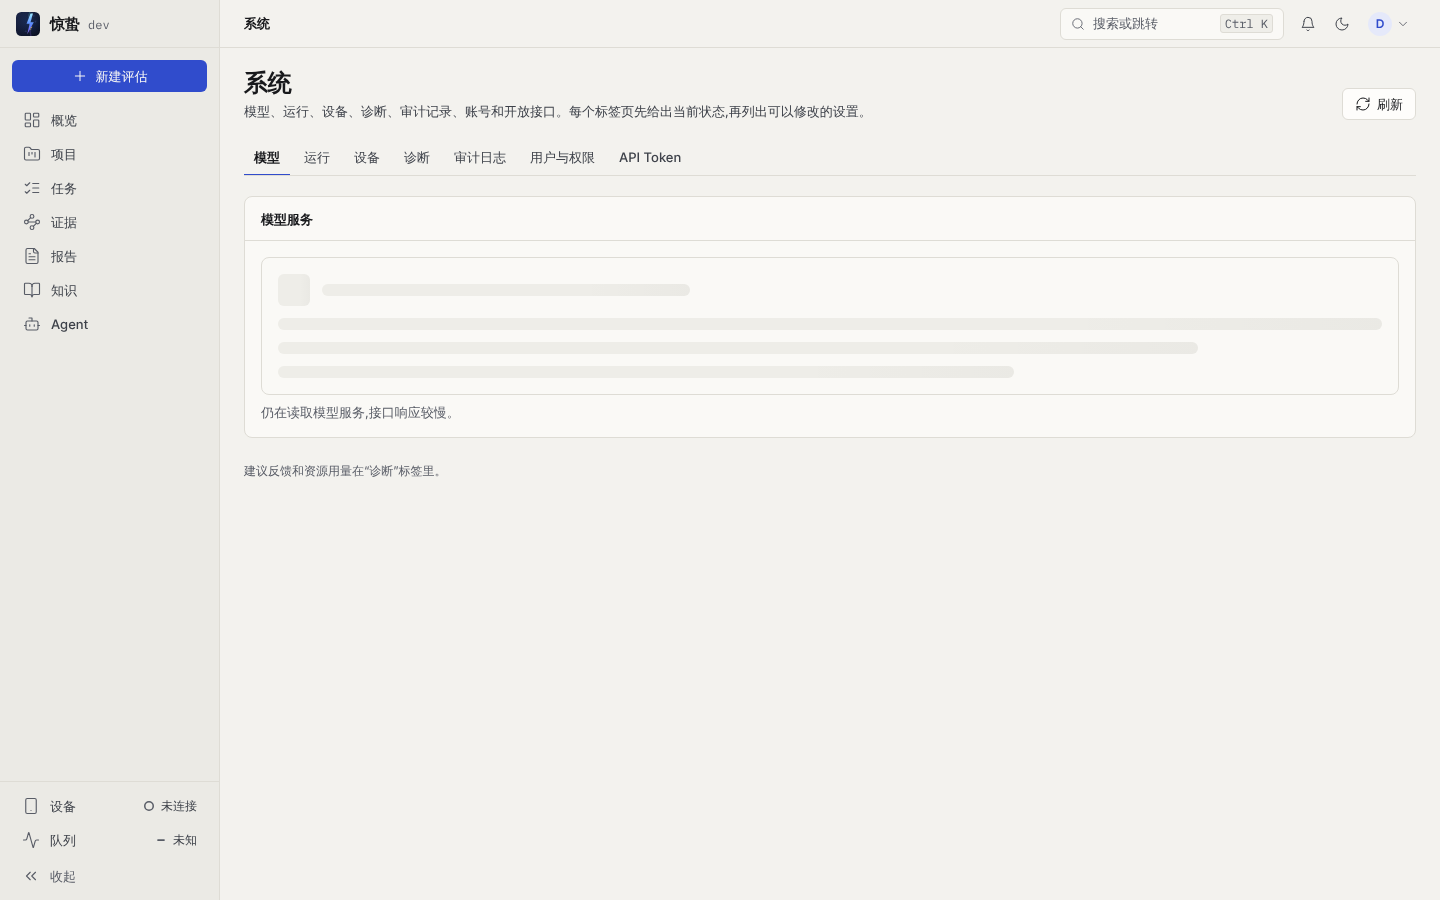 惊蛰 dev
系统
搜索或跳转 Ctrl K
D
新建评估
概览
项目
任务
证据
报告
知识
Agent
设备 未连接
队列 未知
收起
系统
模型、运行、设备、诊断、审计记录、账号和开放接口。每个标签页先给出当前状态,再列出可以修改的设置。
刷新
模型 运行 设备 诊断 审计日志 用户与权限 API Token
模型服务
仍在读取模型服务,接口响应较慢。
建议反馈和资源用量在“诊断”标签里。